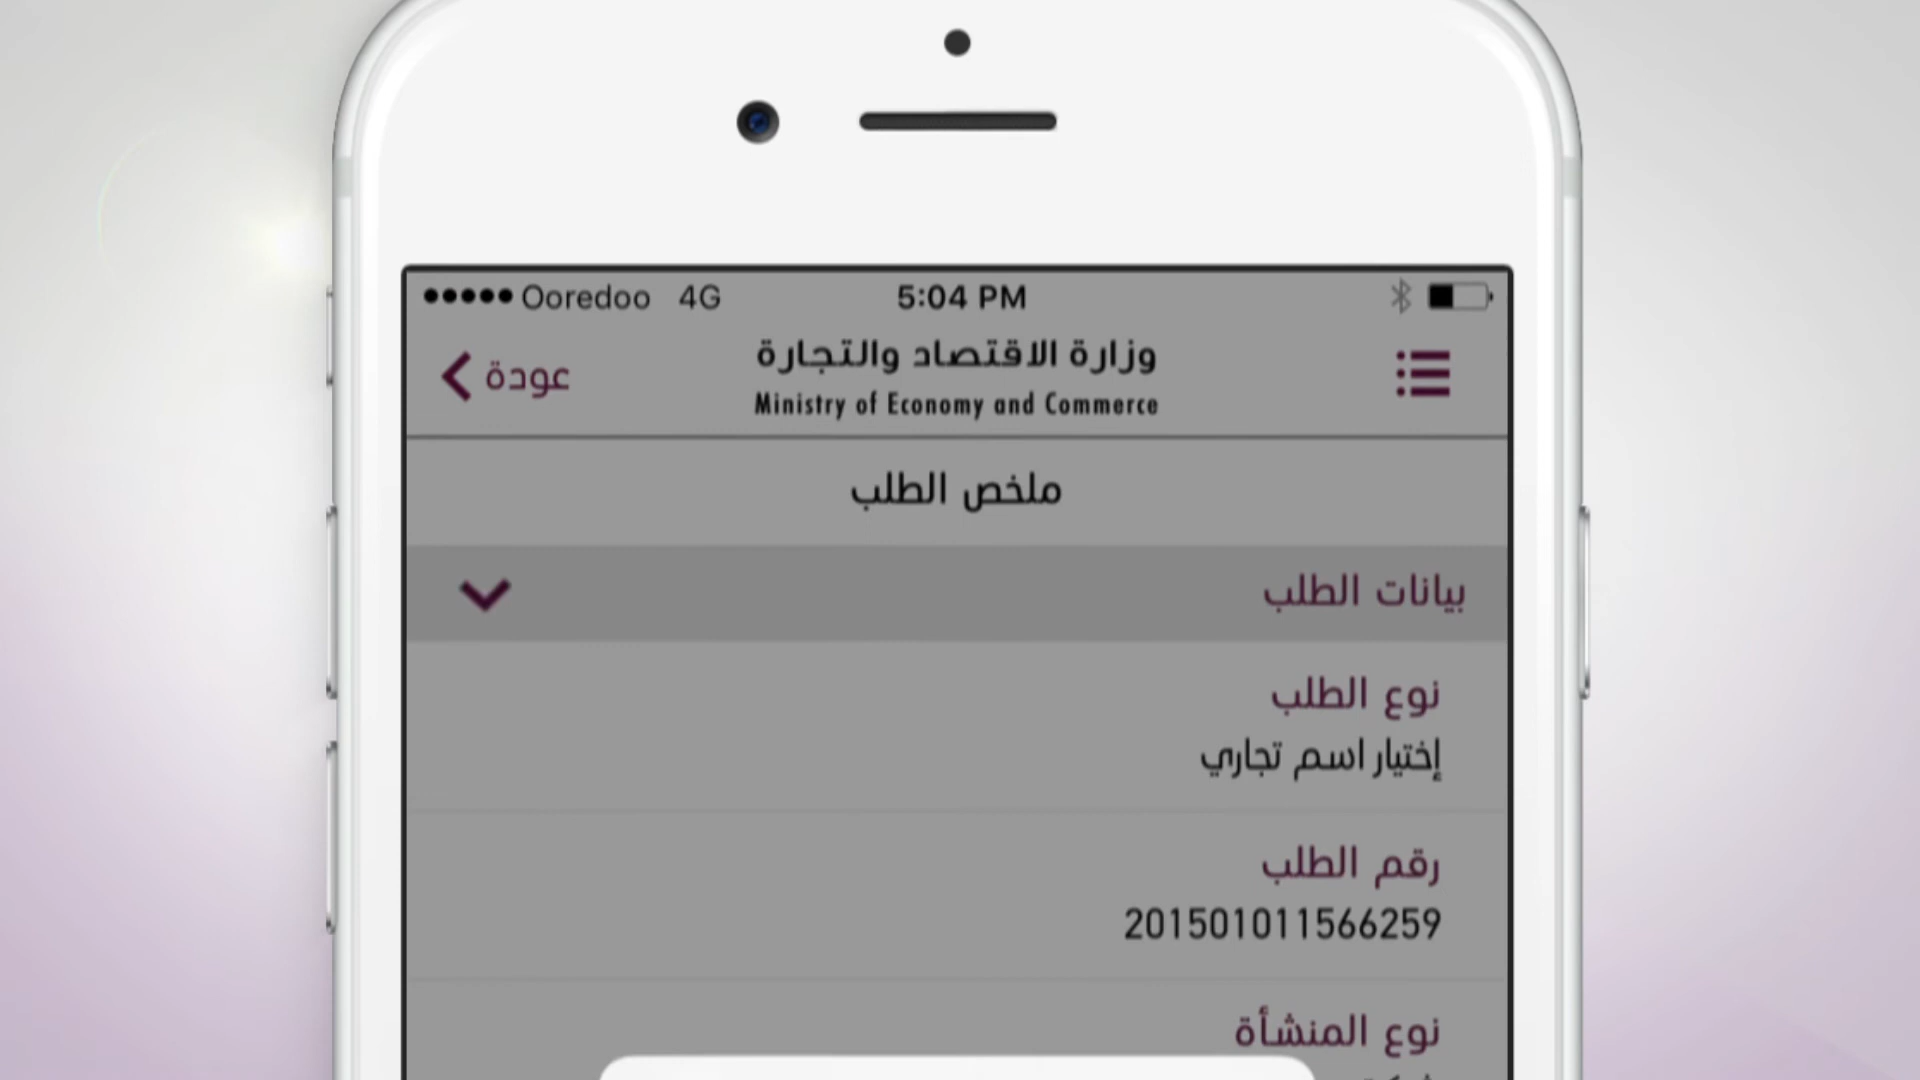 Ooredoo 4G 5:04 PM
عودة
وزارة الاقتصاد والتجارة
Ministry of Economy and Commerce
ملخص الطلب
بيانات الطلب
نوع الطلب
إختيار اسم تجاري
رقم الطلب
201501011566259
نوع المنشأة